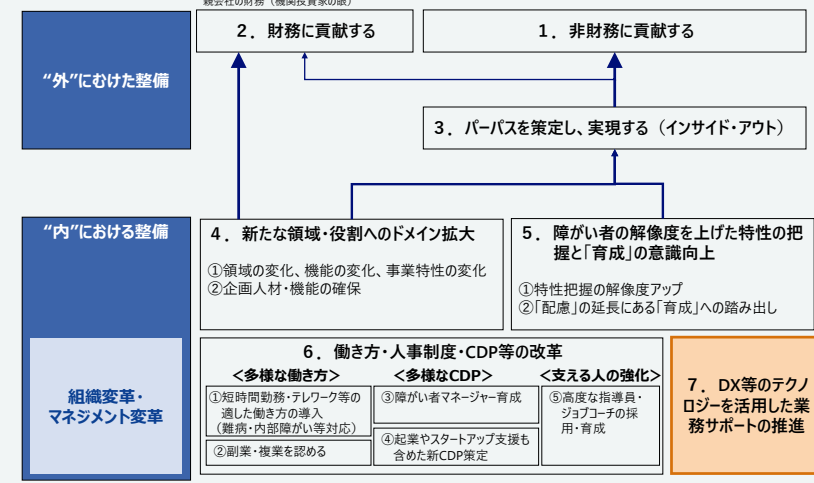 親会社の財務（機関投資家の眼）
２．財務に貢献する
１．非財務に貢献する
“外”にむけた整備
３．パーパスを策定し、実現する（インサイド・アウト）
“内”における整備
４．新たな領域・役割へのドメイン拡大
①領域の変化、機能の変化、事業特性の変化
②企画人材・機能の確保
５．障がい者の解像度を上げた特性の把
握と「育成」の意識向上
①特性把握の解像度アップ
②「配慮」の延長にある「育成」への踏み出し
組織変革・
マネジメント変革
６．働き方・人事制度・CDP等の改革
＜多様な働き方＞
①短時間勤務・テレワーク等の
適した働き方の導入
（難病・内部障がい等対応）
②副業・複業を認める
＜多様なCDP＞
③障がい者マネージャー育成
④起業やスタートアップ支援も
含めた新CDP策定
＜支える人の強化＞
⑤高度な指導員・
ジョブコーチの採
用・育成
７．DX等のテクノ
ロジーを活用した業
務サポートの推進